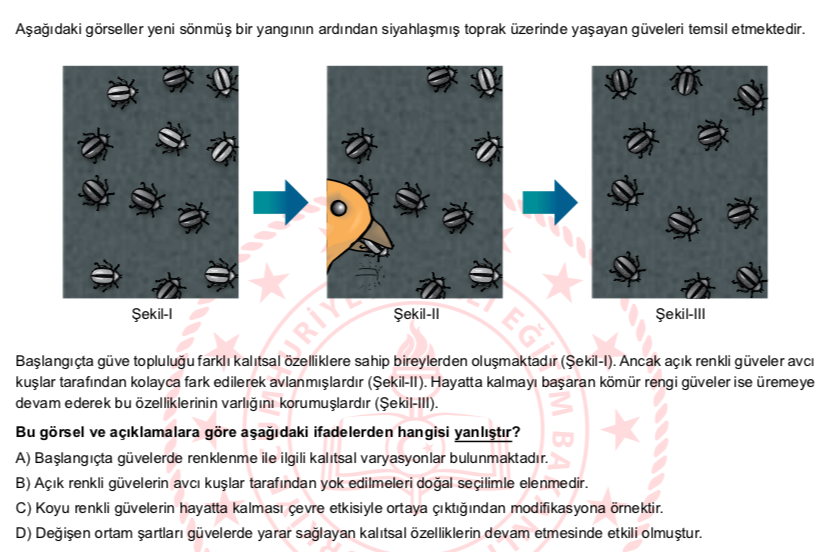 Aşağıdaki görseller yeni sönmüş bir yangının ardından siyahlaşmış toprak üzerinde yaşayan güveleri temsil etmektedir.
Şekil-I
Şekil-II
Şekil-III
Başlangıçta güve topluluğu farklı kalıtsal özelliklere sahip bireylerden oluşmaktadır (Şekil-I). Ancak açık renkli güveler avcı
kuşlar tarafından kolayca fark edilerek avlanmışlardır (Şekil-II). Hayatta kalmayı başaran kömür rengi güveler ise üremeye
devam ederek bu özelliklerinin varlığını korumuşlardır (Şekil-III).
Bu görsel ve açıklamalara göre aşağıdaki ifadelerden hangisi yanlıştır?
A) Başlangıçta güvelerde renklenme ile ilgili kalıtsal varyasyonlar bulunmaktadır.
B) Açık renkli güvelerin avcı kuşlar tarafından yok edilmeleri doğal seçilimle elenmedir.
C) Koyu renkli güvelerin hayatta kalması çevre etkisiyle ortaya çıktığından modifikasyona örnektir.
D) Değişen ortam şartları güvelerde yarar sağlayan kalıtsal özelliklerin devam etmesinde etkili olmuştur.